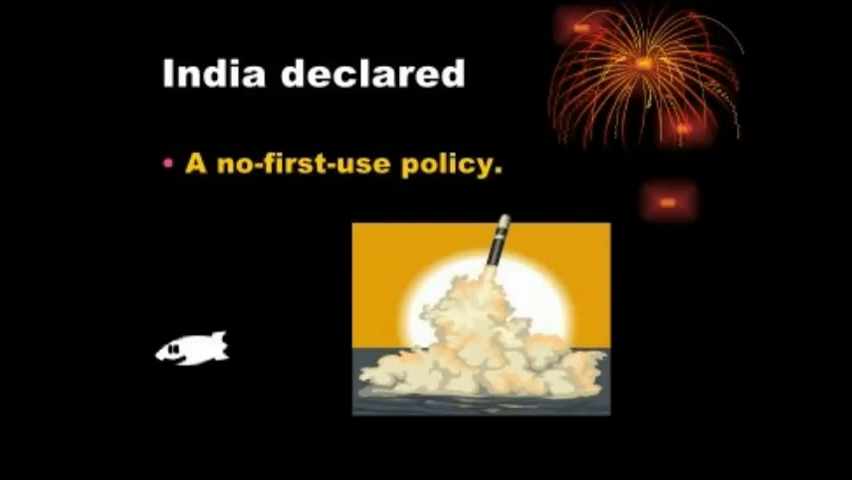 India declared
• A no-first-use policy.